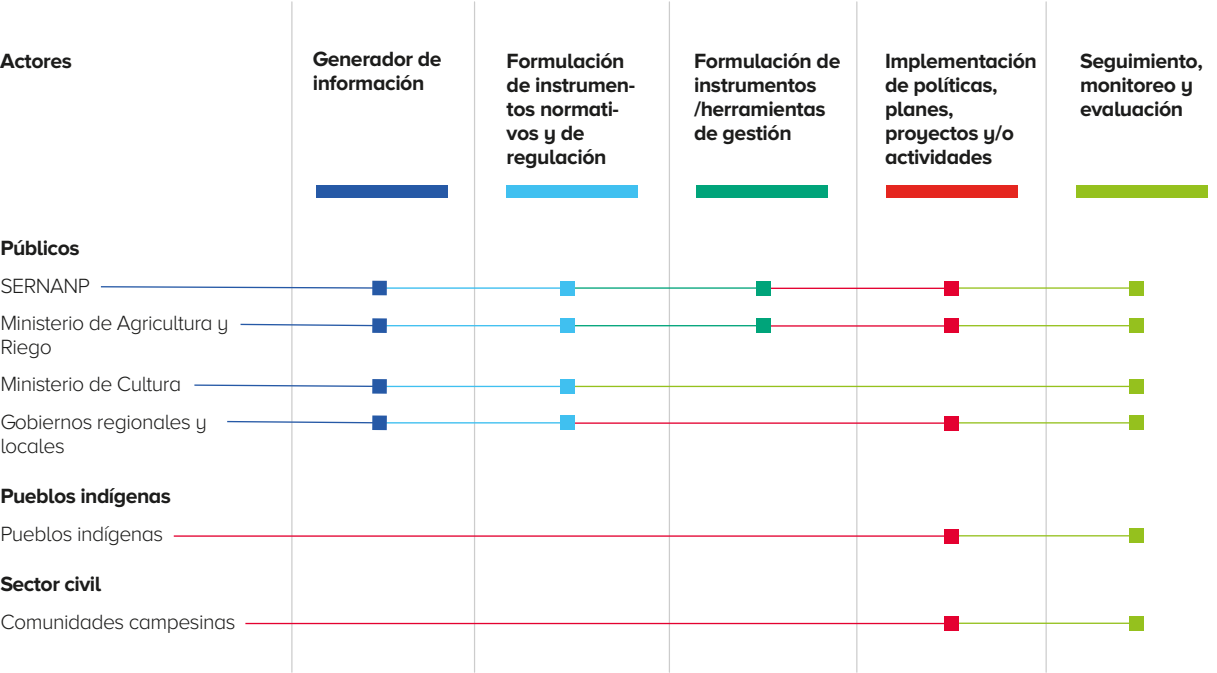 Actores
Generador de
información
Formulación
de instrumen-
tos normati-
vos y de
regulación
Formulación de
instrumentos
/herramientas
de gestión
Implementación
de políticas,
planes,
proyectos y/o
actividades
Seguimiento,
monitoreo y
evaluación
Públicos
SERNANP
Ministerio de Agricultura y
Riego
Ministerio de Cultura
Gobiernos regionales y
locales
Pueblos indígenas
Pueblos indígenas
Sector civil
Comunidades campesinas